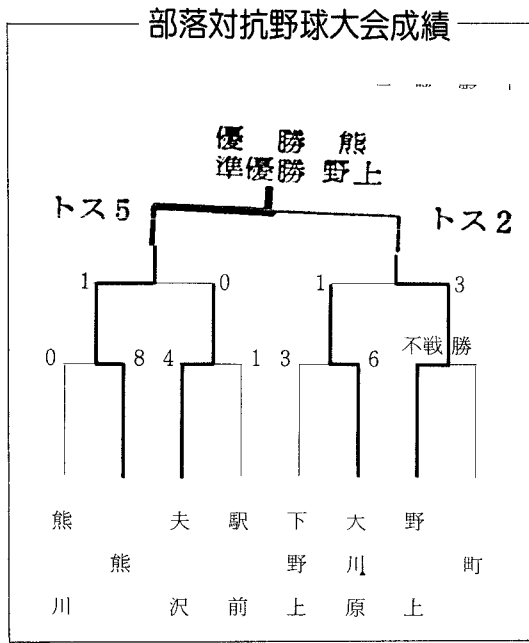 部落対抗野球大会成績
優勝 熊
準優勝 野上
トス5
トス2
1
0
1
3
0
8
4
1
3
6
不戦勝
熊川
熊
夫沢
駅前
下野上
大川原
野上
町